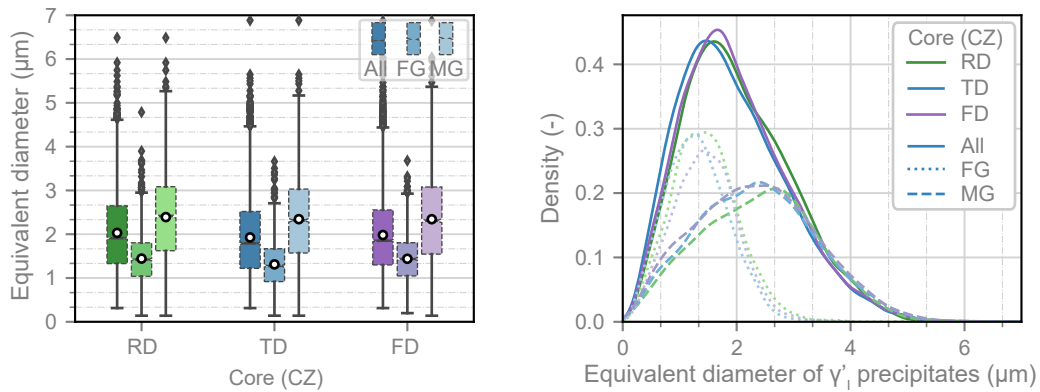 Equivalent diameter (μm)
7
6
5
4
3
2
1
0
All FG MG
RD TD FD
Core (CZ)
Density (-)
0.4
0.3
0.2
0.1
0.0
Core (CZ)
RD
TD
FD
All
FG
MG
0 2 4 6
Equivalent diameter of γ'I precipitates (μm)